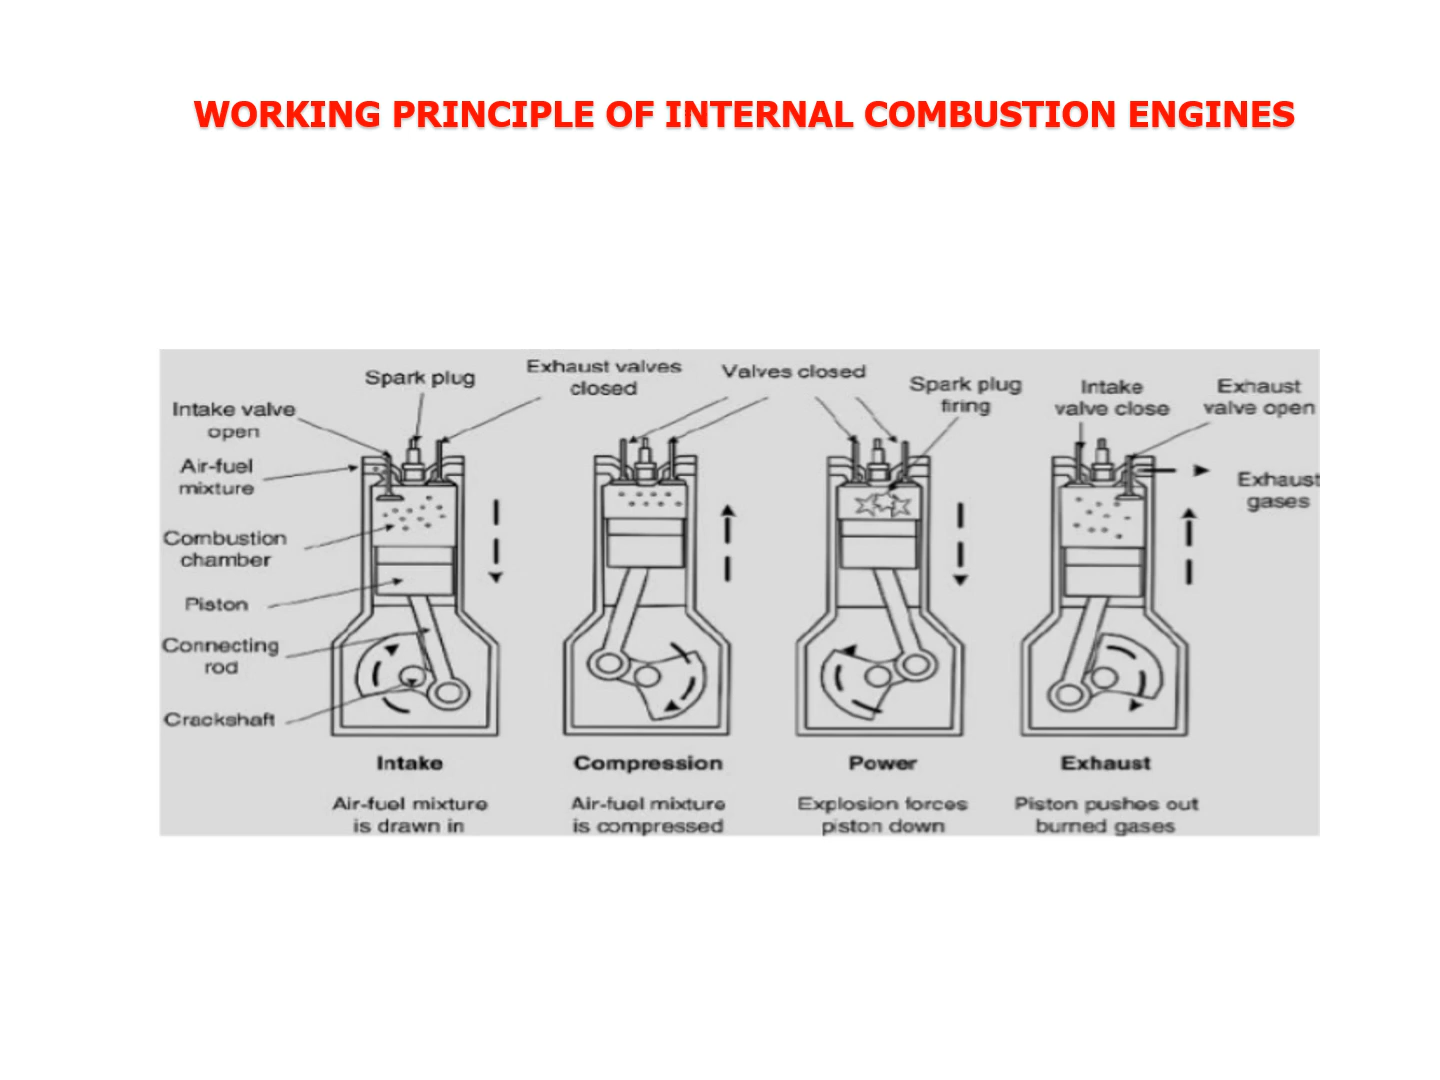 WORKING PRINCIPLE OF INTERNAL COMBUSTION ENGINES
Spark plug
Exhaust valves
closed
Valves closed
Spark plug
firing
Intake
valve close
Exhaust
valve open
Intake valve
open
Air-fuel
mixture
Exhaust
gases
Combustion
chamber
Piston
Connecting
rod
Crackshaft
Intake
Compression
Power
Exhaust
Air-fuel mixture
is drawn in
Air-fuel mixture
is compressed
Explosion forces
piston down
Piston pushes out
burned gases